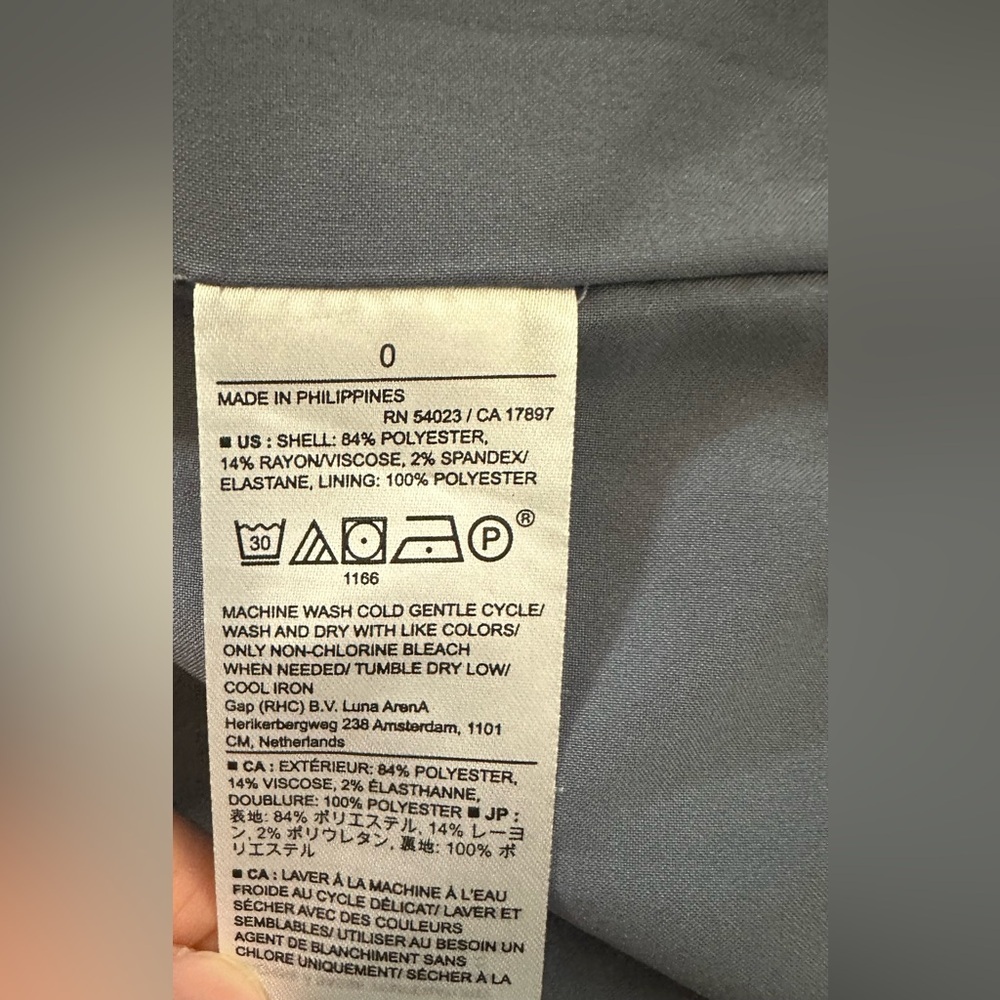 0
MADE IN PHILIPPINES
RN 54023 / CA 17897
■ US : SHELL: 84% POLYESTER,
14% RAYON/VISCOSE, 2% SPANDEX/
ELASTANE, LINING: 100% POLYESTER
30 P ®
1166
MACHINE WASH COLD GENTLE CYCLE/
WASH AND DRY WITH LIKE COLORS/
ONLY NON-CHLORINE BLEACH
WHEN NEEDED/ TUMBLE DRY LOW/
COOL IRON
Gap (RHC) B.V. Luna ArenA
Herikerbergweg 238 Amsterdam, 1101
CM, Netherlands
■ CA : EXTÉRIEUR: 84% POLYESTER,
14% VISCOSE, 2% ÉLASTHANNE,
DOUBLURE: 100% POLYESTER ■ JP :
表地: 84% ポリエステル, 14% レーヨ
ン, 2% ポリウレタン, 裏地: 100% ポ
リエステル
■ CA : LAVER À LA MACHINE À L'EAU
FROIDE AU CYCLE DÉLICAT/ LAVER ET
SÉCHER AVEC DES COULEURS
SEMBLABLES/ UTILISER AU BESOIN UN
AGENT DE BLANCHIMENT SANS
CHLORE UNIQUEMENT/ SÉCHER À LA